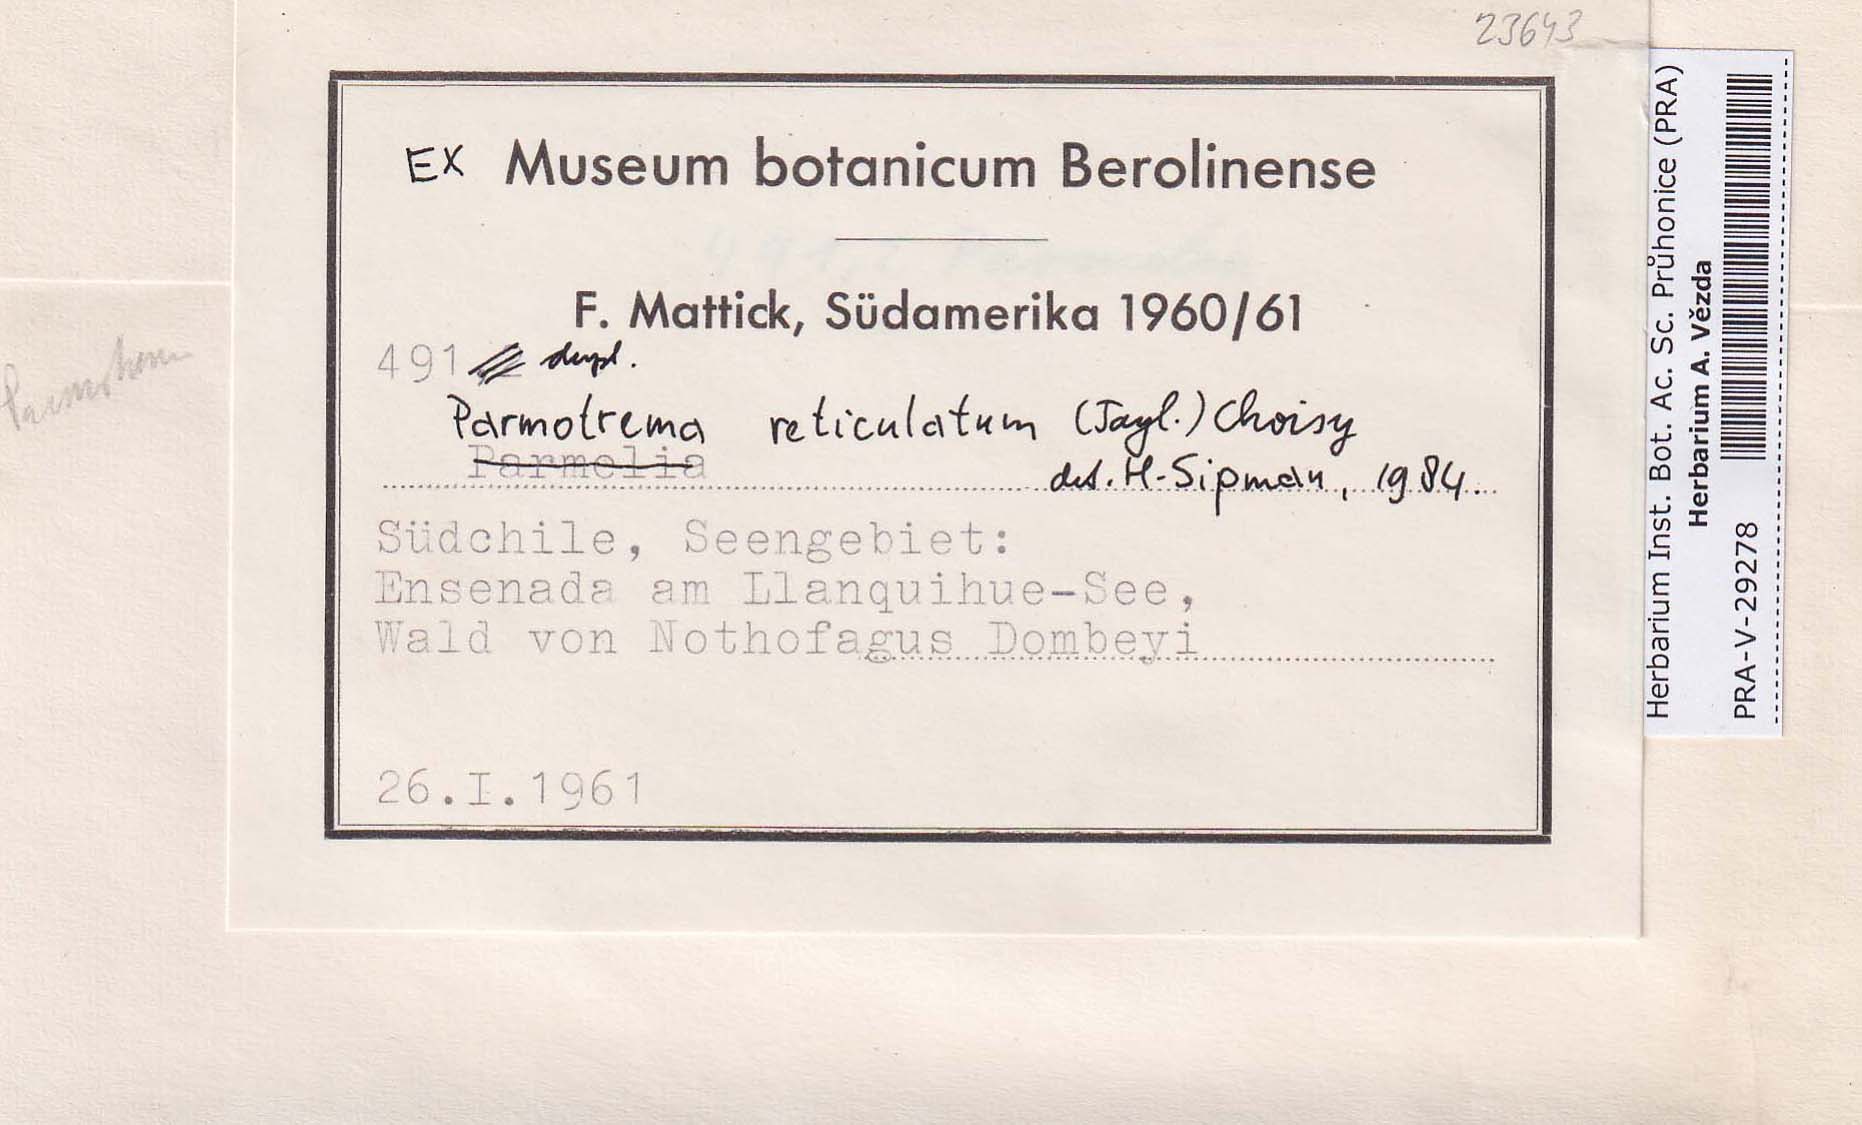 23643
EX Museum botanicum Berolinense
F. Mattick, Südamerika 1960/61
491 dupl.
Parmotrema reticulatum (Tayl.) Choisy
Parmelia
det. H. Sipman, 1984.
Südchile, Seengebiet:
Ensenada am Llanquihue-See,
Wald von Nothofagus Dombeyi
26.I.1961
Herbarium Inst. Bot. Ac. Sc. Průhonice (PRA)
Herbarium A. Vězda
PRA-V-29278